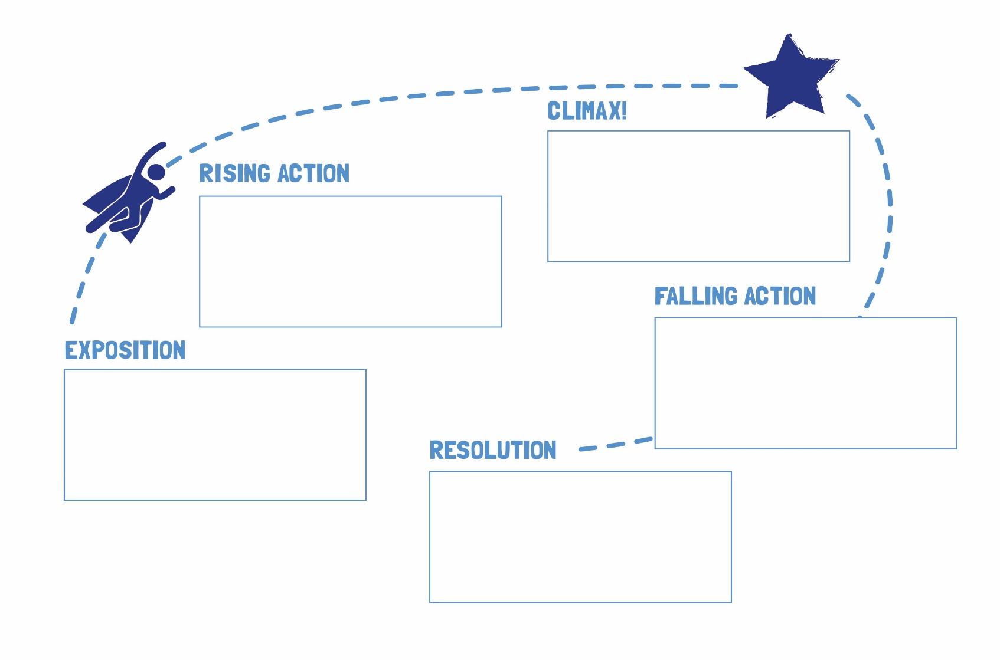 CLIMAX!
RISING ACTION
FALLING ACTION
EXPOSITION
RESOLUTION